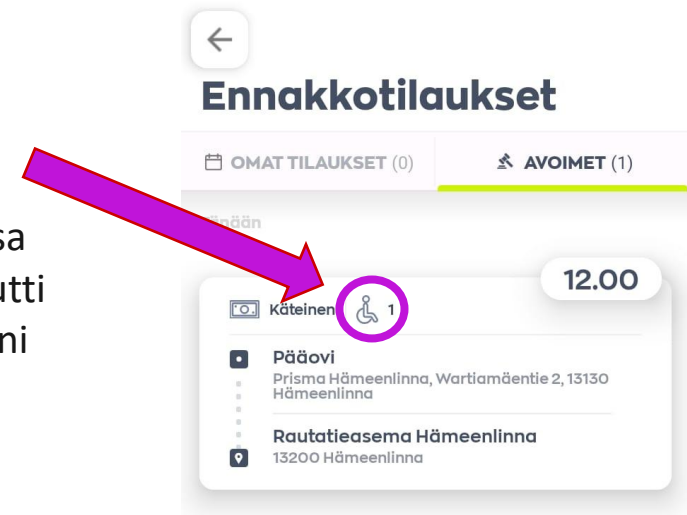 Ennakkotilaukset
OMAT TILAUKSET (0)
AVOIMET (1)
12.00
Käteinen
1
Pääovi
Prisma Hämeenlinna, Wartiamäentie 2, 13130
Hämeenlinna
Rautatieasema Hämeenlinna
13200 Hämeenlinna